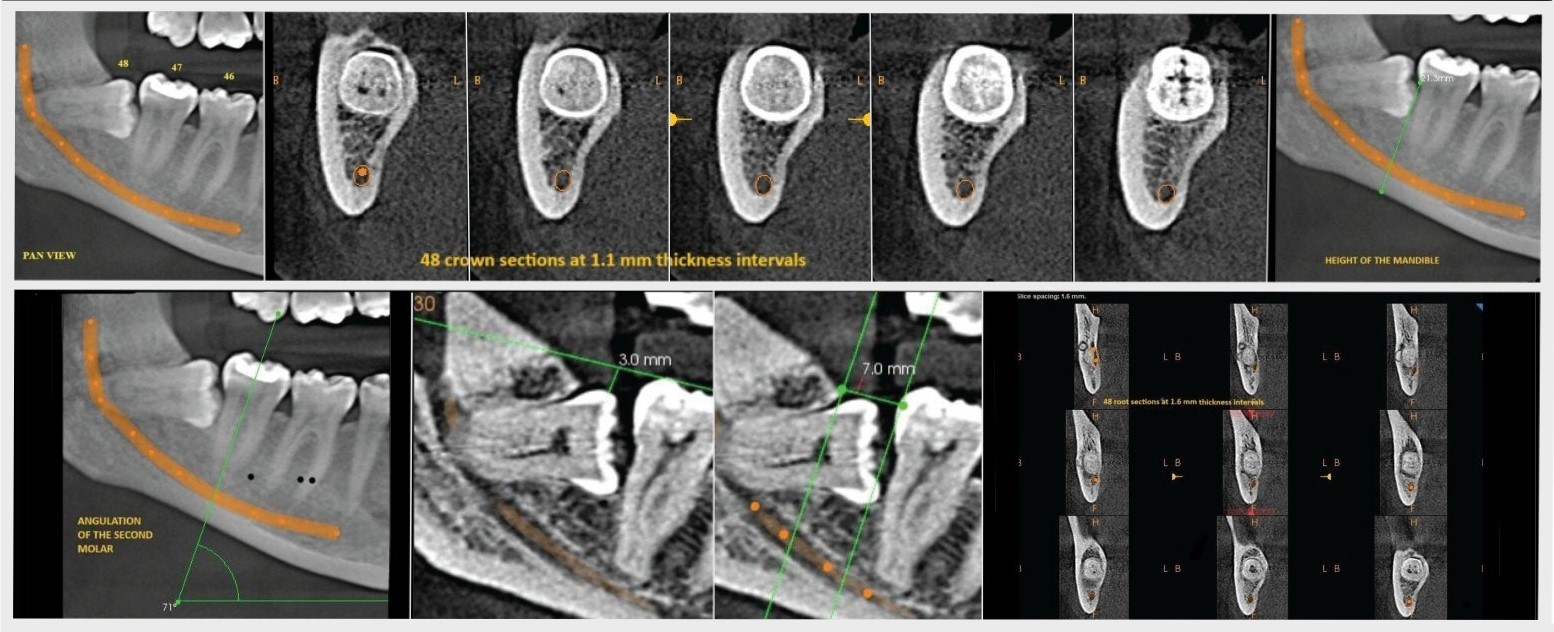 48
47
46
PAN VIEW
B L
B L
B L
B L
B L
48 crown sections at 1.1 mm thickness intervals
21.3mm
HEIGHT OF THE MANDIBLE
ANGULATION
OF THE SECOND
MOLAR
71°
30
3.0 mm
7.0 mm
Slice spacing: 1.6 mm.
H H H
B L B L B L
F F
48 root sections at 1.6 mm thickness intervals
H H H
B L B L B L
F F
H H H
B L B L B L